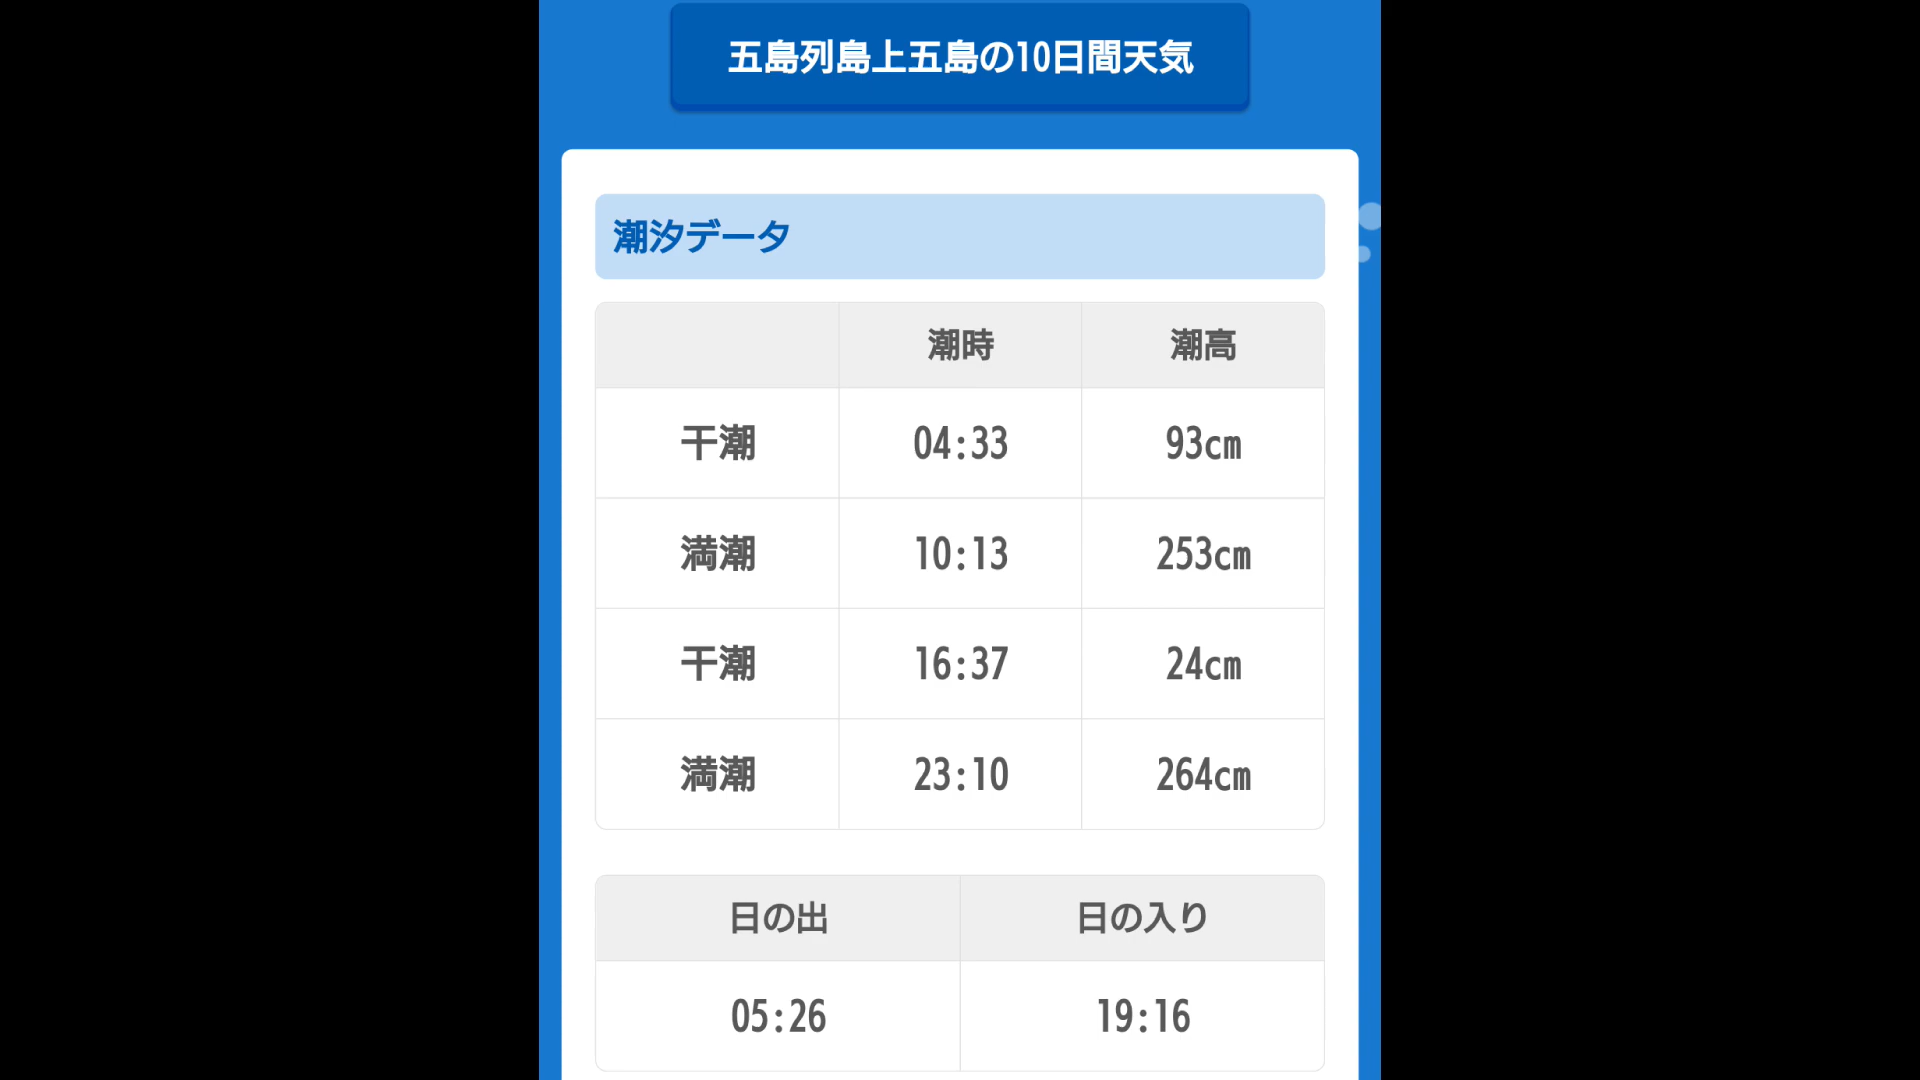 五島列島上五島の10日間天気
潮汐データ
潮時 潮高
干潮 04:33 93cm
満潮 10:13 253cm
干潮 16:37 24cm
満潮 23:10 264cm
日の出 日の入り
05:26 19:16